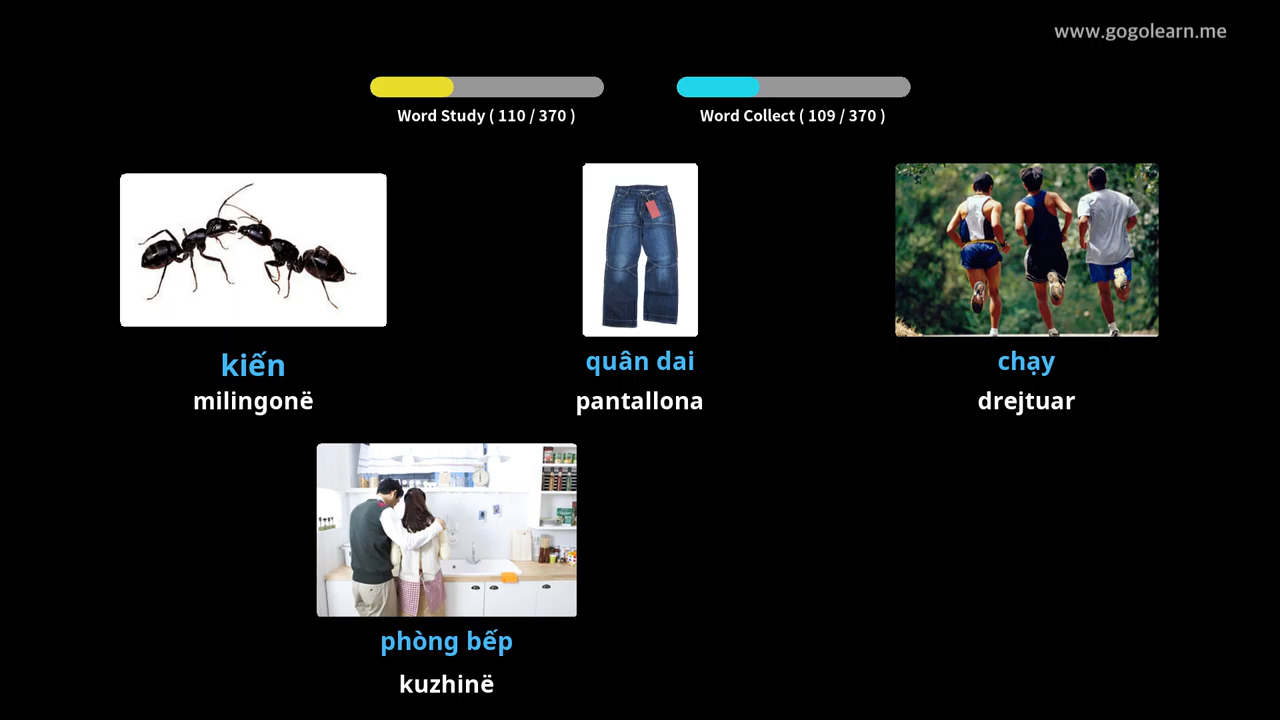 www.gogolearn.me
Word Study ( 110 / 370 )
Word Collect ( 109 / 370 )
kiến
quân dai
chạy
milingonë
pantallona
drejtuar
phòng bếp
kuzhinë